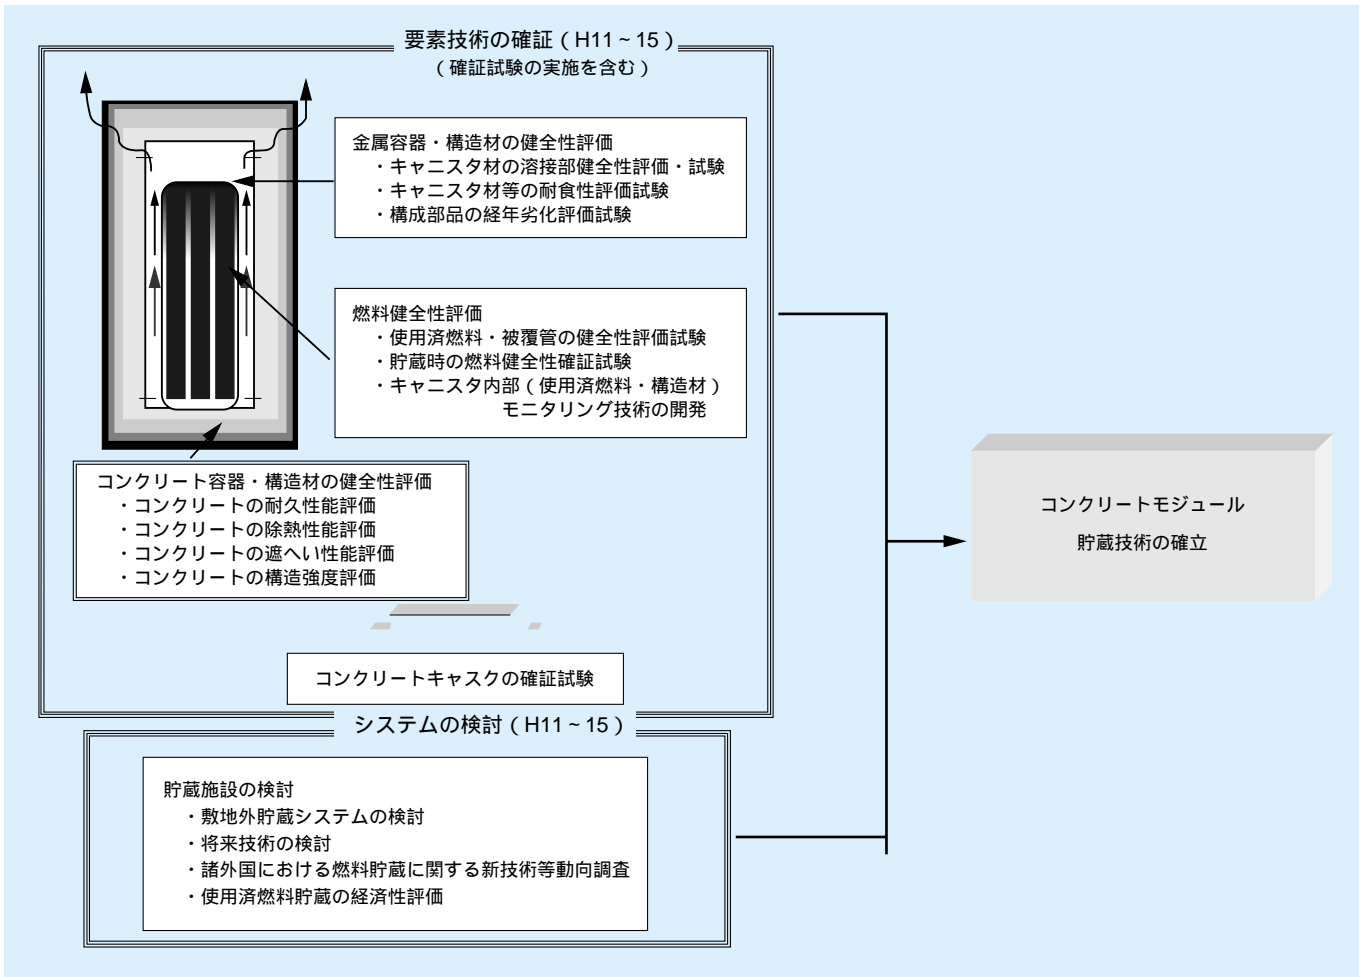 要素技術の確証（H11~15）
（確証試験の実施を含む）
金属容器・構造材の健全性評価
・キャニスタ材の溶接部健全性評価・試験
・キャニスタ材等の耐食性評価試験
・構成部品の経年劣化評価試験
燃料健全性評価
・使用済燃料・被覆管の健全性評価試験
・貯蔵時の燃料健全性確証試験
・キャニスタ内部（使用済燃料・構造材）
モニタリング技術の開発
コンクリート容器・構造材の健全性評価
・コンクリートの耐久性能評価
・コンクリートの除熱性能評価
・コンクリートの遮へい性能評価
・コンクリートの構造強度評価
コンクリートキャスクの確証試験
システムの検討（H11~15）
貯蔵施設の検討
・敷地外貯蔵システムの検討
・将来技術の検討
・諸外国における燃料貯蔵に関する新技術等動向調査
・使用済燃料貯蔵の経済性評価
コンクリートモジュール
貯蔵技術の確立